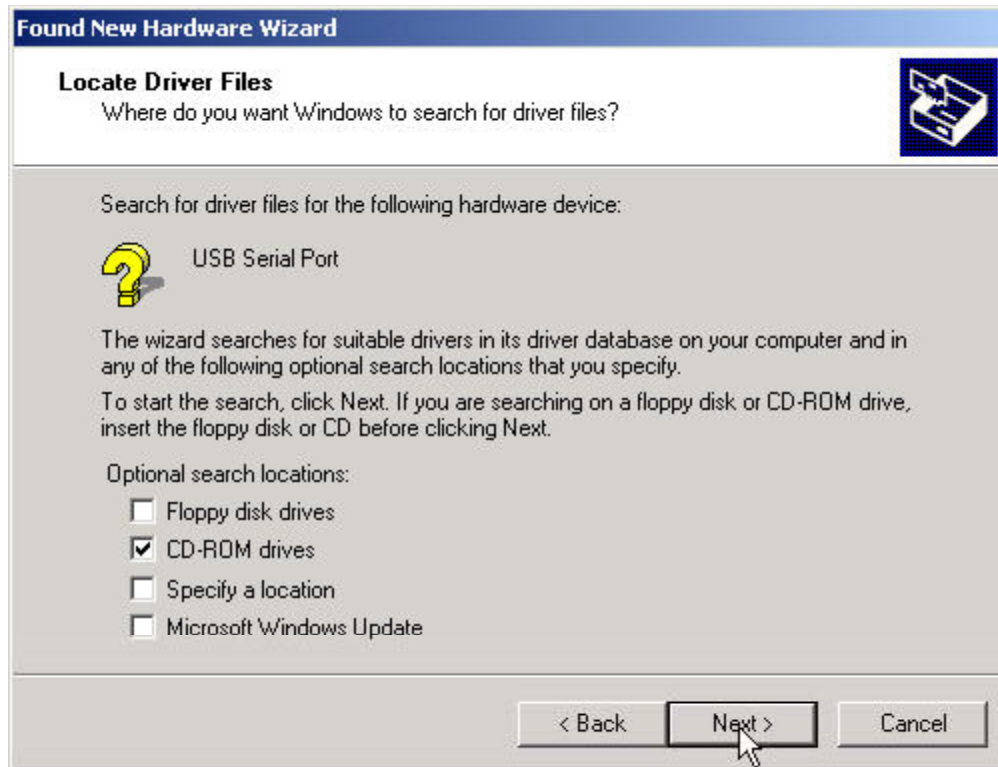 Found New Hardware Wizard
Locate Driver Files
Where do you want Windows to search for driver files?
Search for driver files for the following hardware device:
USB Serial Port
The wizard searches for suitable drivers in its driver database on your computer and in
any of the following optional search locations that you specify.
To start the search, click Next. If you are searching on a floppy disk or CD-ROM drive,
insert the floppy disk or CD before clicking Next.
Optional search locations:
Floppy disk drives
CD-ROM drives
Specify a location
Microsoft Windows Update
< Back
Next >
Cancel